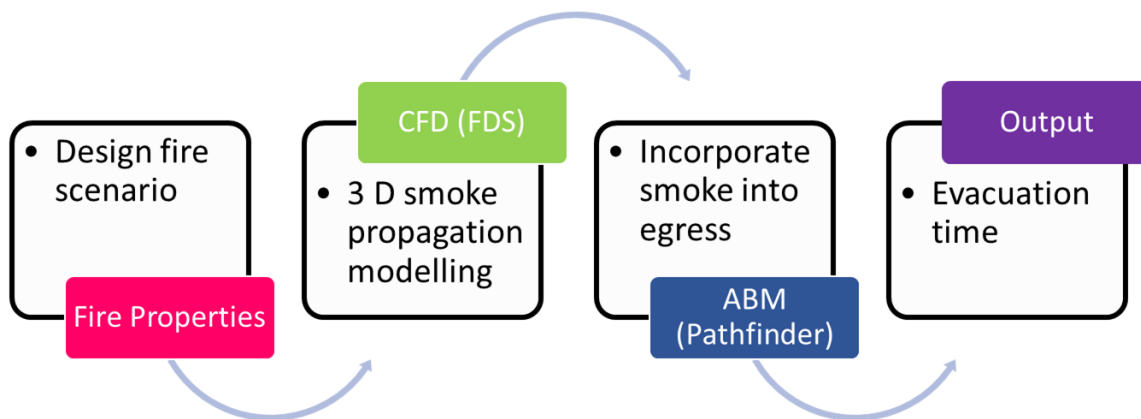 • Design fire
scenario
Fire Properties
CFD (FDS)
• 3 D smoke
propagation
modelling
• Incorporate
smoke into
egress
ABM
(Pathfinder)
Output
• Evacuation
time